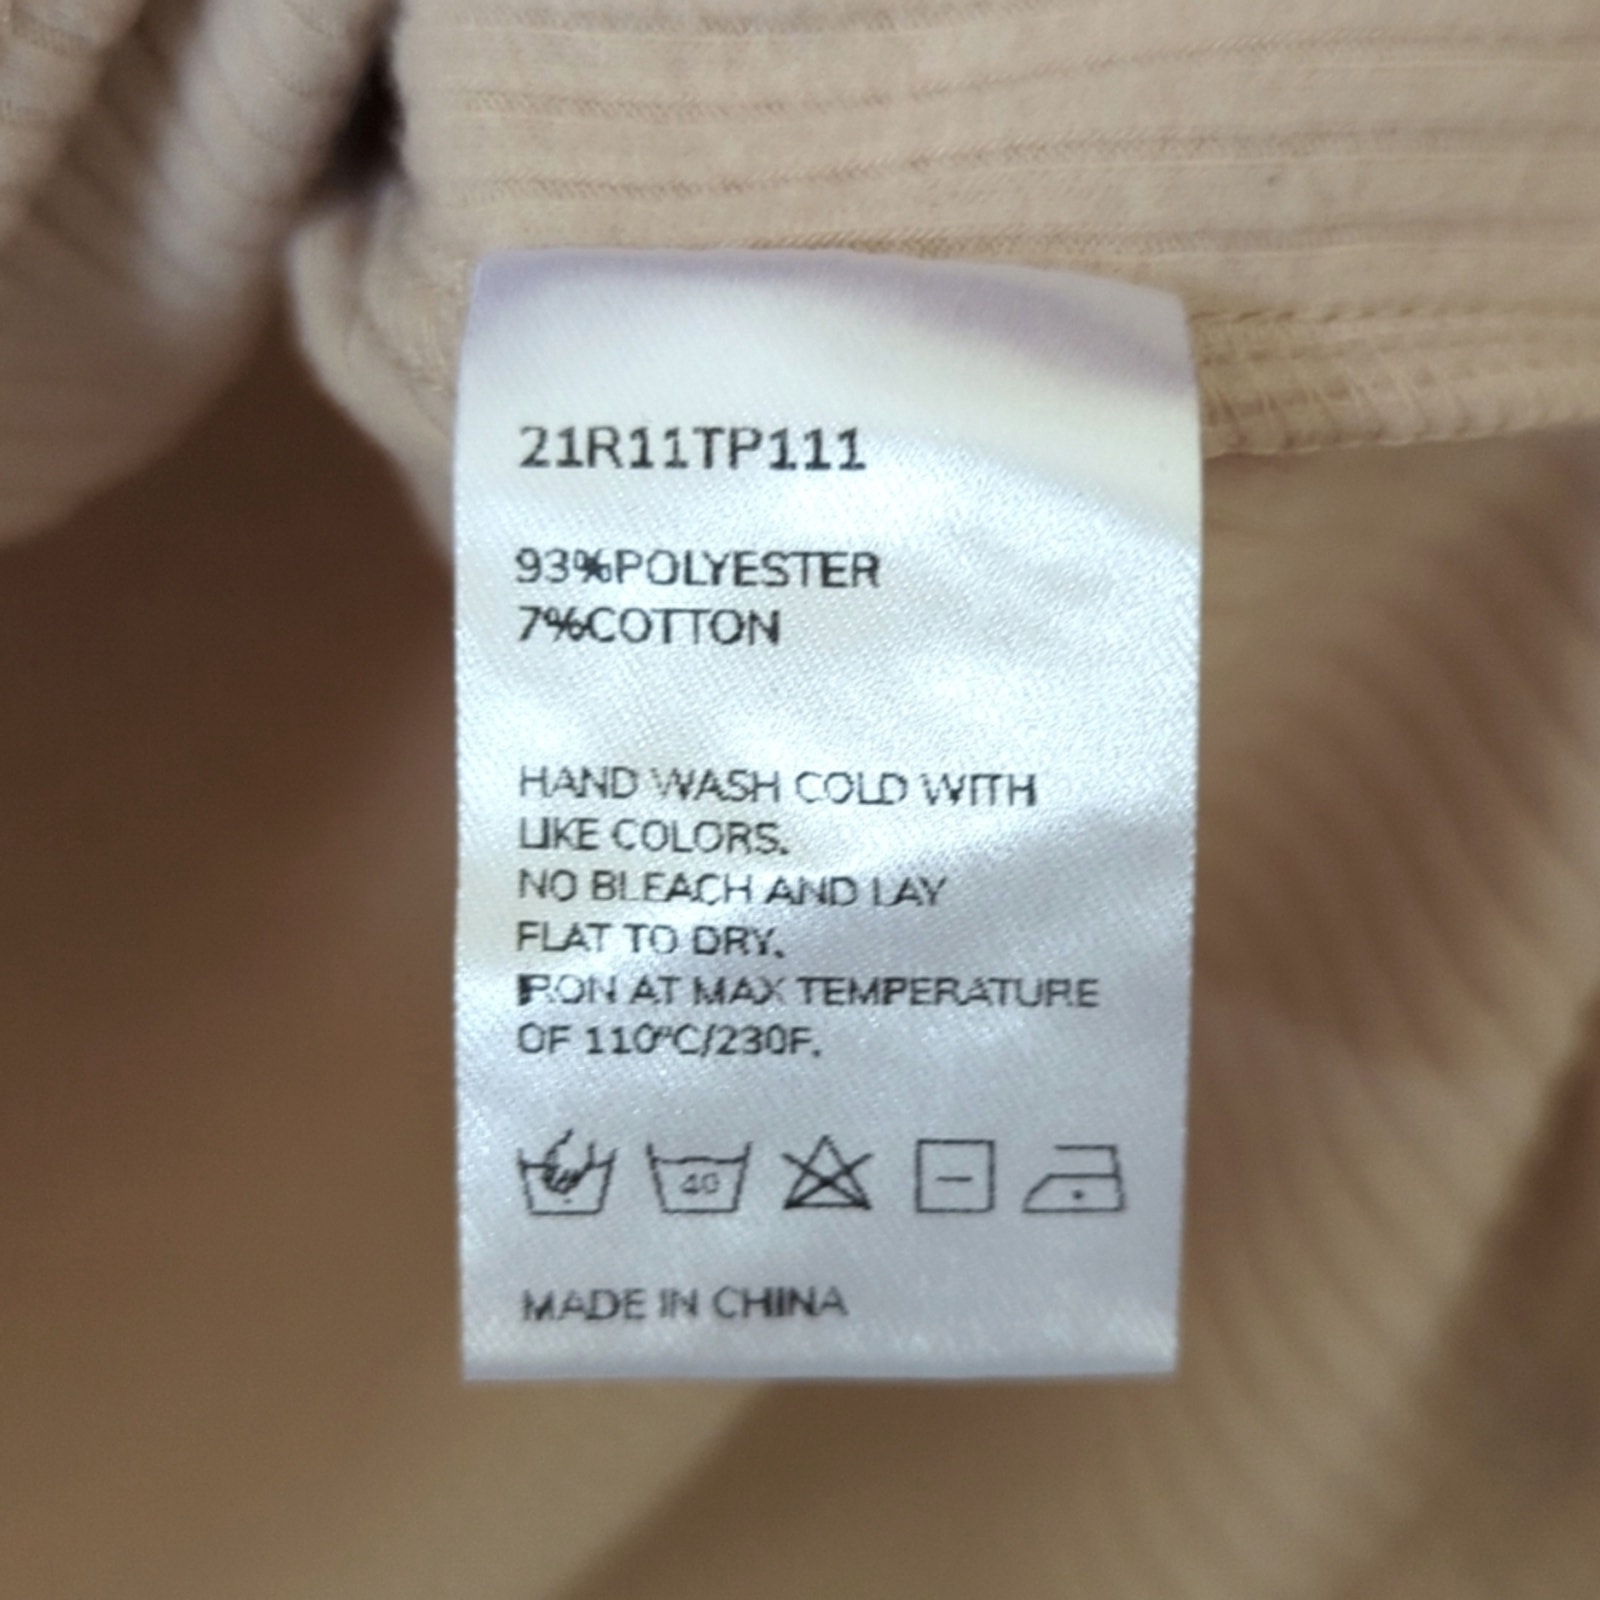 21R11TP111
93%POLYESTER
7%COTTON
HAND WASH COLD WITH
LIKE COLORS.
NO BLEACH AND LAY
FLAT TO DRY.
IRON AT MAX TEMPERATURE
OF 110°C/230F.
40
MADE IN CHINA